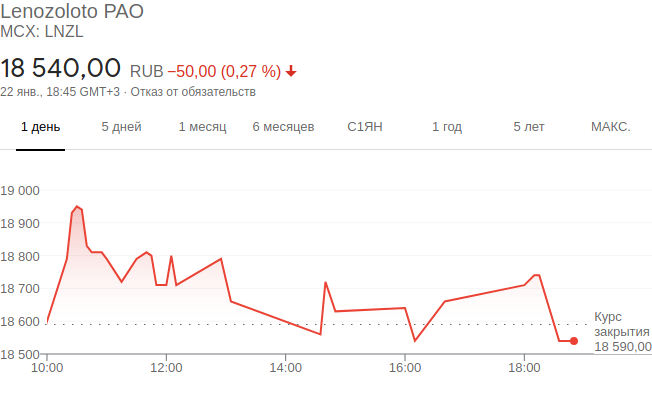 Lenozoloto PAO
MCX: LNZL
18 540,00 RUB −50,00 (0,27 %)
22 янв., 18:45 GMT+3 · Отказ от обязательств
1 день 5 дней 1 месяц 6 месяцев С1ЯН 1 год 5 лет МАКС.
19 000
18 900
18 800
18 700
18 600
18 500
Курс
закрытия
18 590,00
10:00 12:00 14:00 16:00 18:00